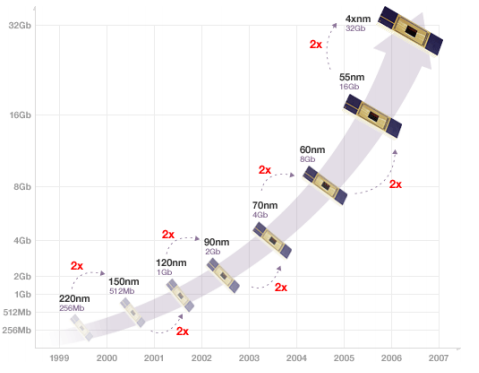 32Gb
16Gb
8Gb
4Gb
2Gb
1Gb
512Mb
256Mb
4xnm
32Gb
2x
55nm
16Gb
2x
60nm
8Gb
2x
70nm
4Gb
2x
90nm
2Gb
2x
120nm
1Gb
2x
150nm
512Mb
2x
220nm
256Mb
1999 2000 2001 2002 2003 2004 2005 2006 2007